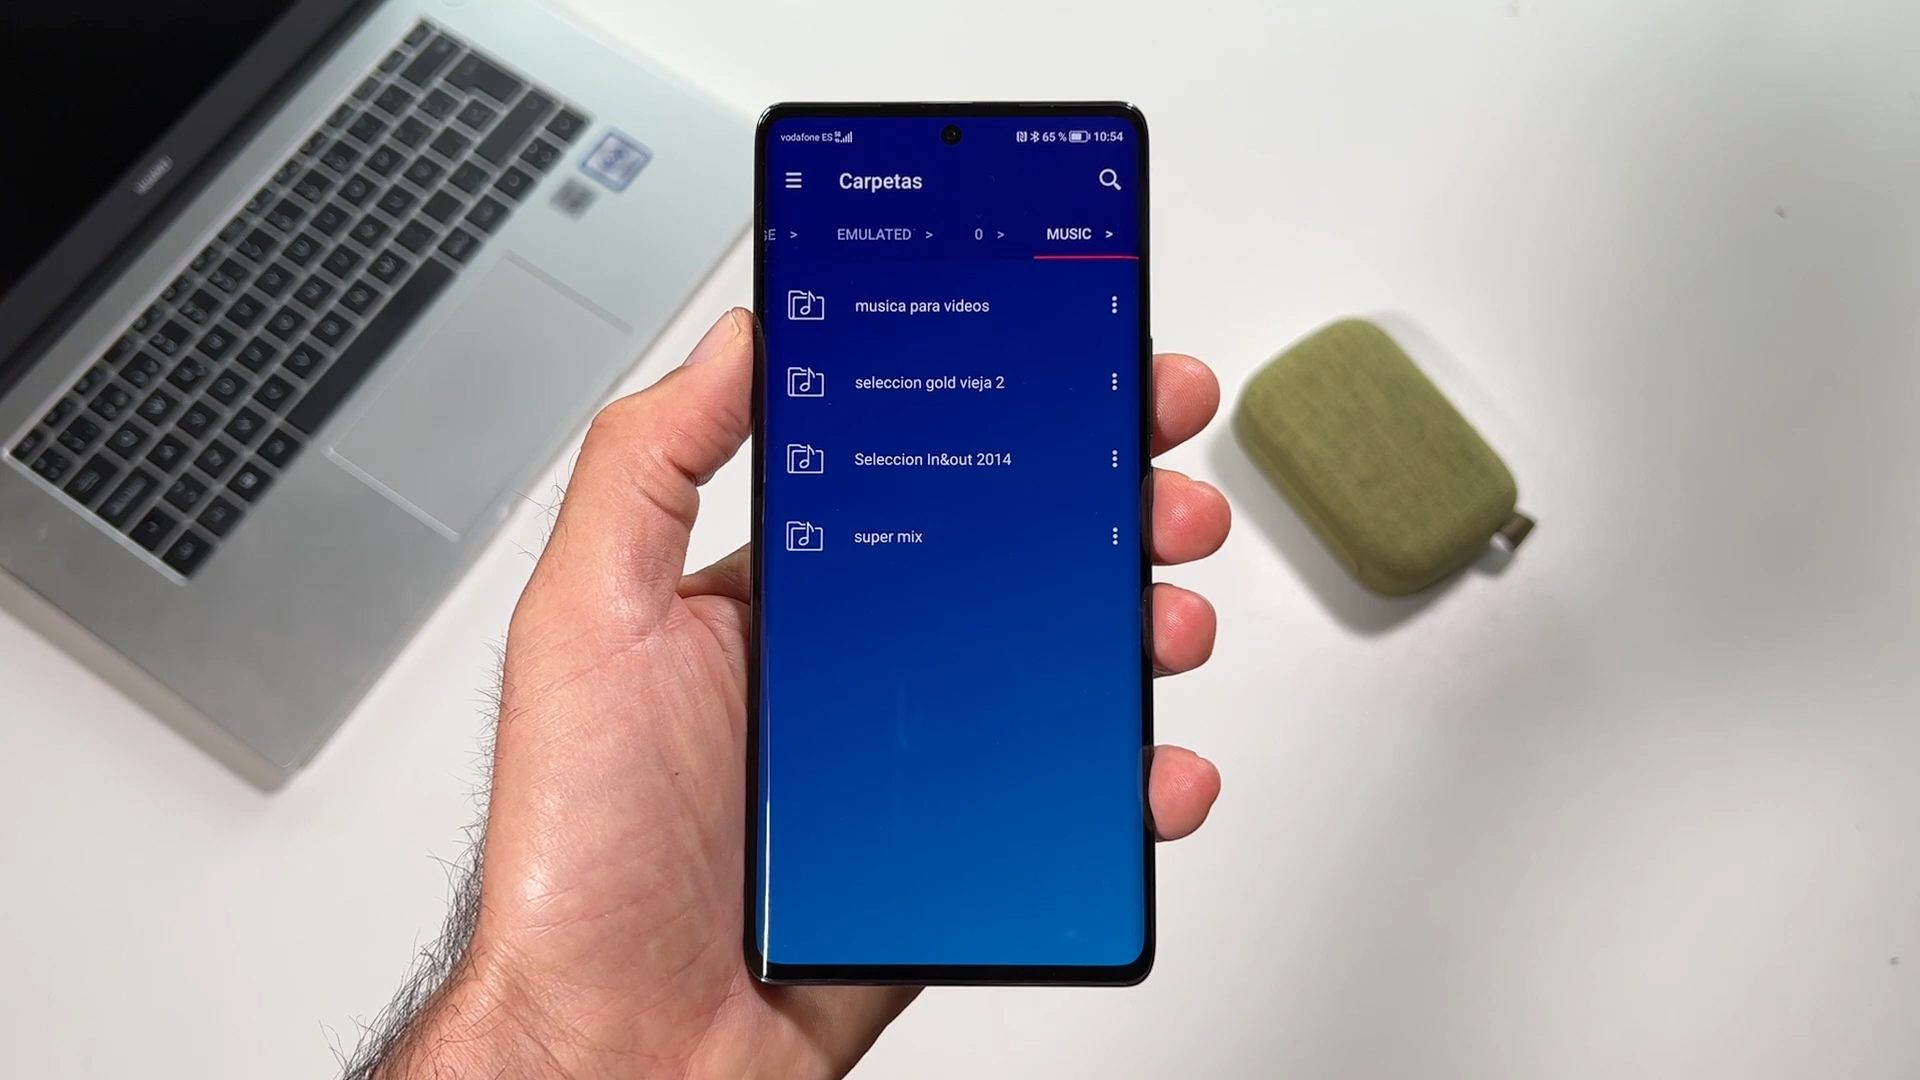 vodafone ES
65 % 10:54
Carpetas
GE > EMULATED > 0 > MUSIC >
musica para videos
seleccion gold vieja 2
Seleccion In&out 2014
super mix